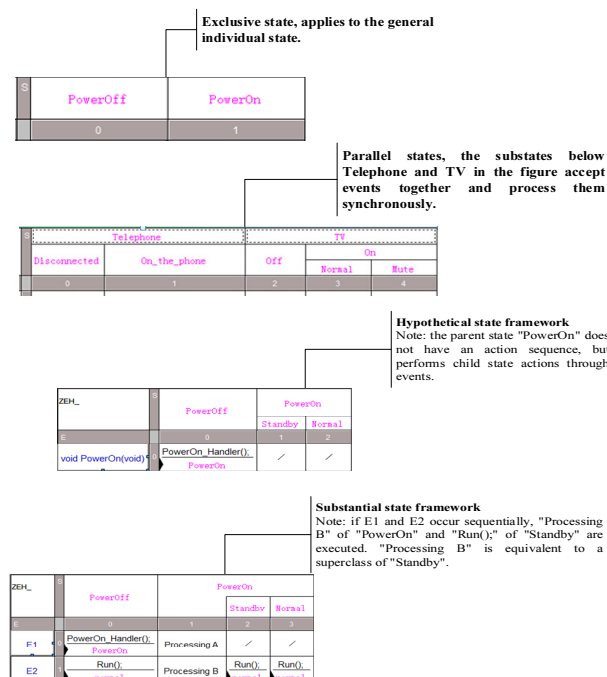 Exclusive state, applies to the general
individual state.
S
PowerOff PowerOn
0 1
Parallel states, the substates below
Telephone and TV in the figure accept
events together and process them
synchronously.
S Telephone TV
Disconnected On_the_phone Off On
Normal Mute
0 1 2 3 4
Hypothetical state framework
Note: the parent state "PowerOn" does
not have an action sequence, but
performs child state actions through
events.
ZEH_ S PowerOff PowerOn
Standby Normal
E 0 1 2
void PowerOn(void) 0 PowerOn_Handler(); / /
PowerOn
Substantial state framework
Note: if E1 and E2 occur sequentially, "Processing
B" of "PowerOn" and "Run();" of "Standby" are
executed. "Processing B" is equivalent to a
superclass of "Standby".
ZEH_ S PowerOff PowerOn
Standby Normal
E 0 1 2 3
E1 0 PowerOn_Handler(); Processing A / /
PowerOn
E2 1 Run(); Processing B Run(); Run();